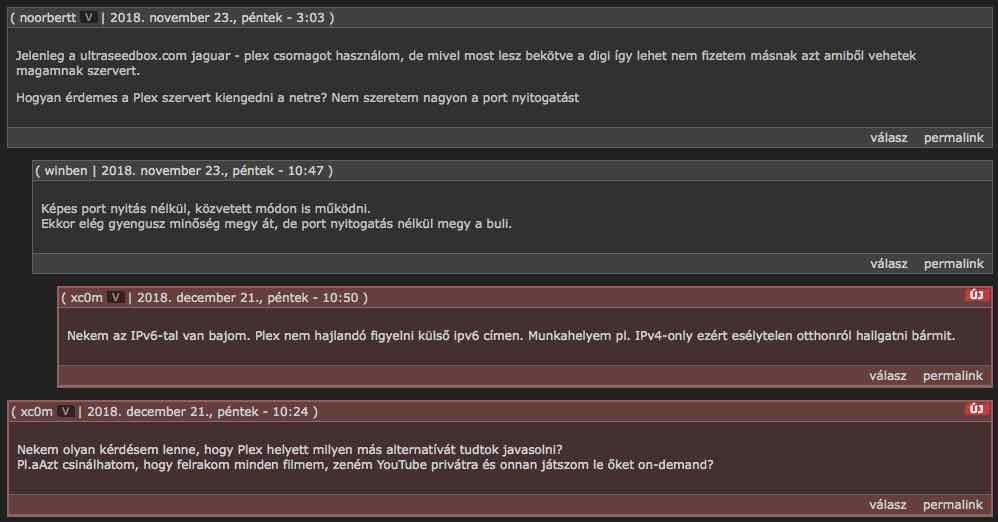 ( noorbertt V | 2018. november 23., péntek - 3:03 )
Jelenleg a ultraseedbox.com jaguar - plex csomagot használom, de mivel most lesz bekötve a digi így lehet nem fizetem másnak azt amiből vehetek
magamnak szervert.
Hogyan érdemes a Plex szervert kiengedni a netre? Nem szeretem nagyon a port nyitogatást
válasz permalink
( winben | 2018. november 23., péntek - 10:47 )
Képes port nyitás nélkül, közvetett módon is működni.
Ekkor elég gyengusz minőség megy át, de port nyitogatás nélkül megy a buli.
válasz permalink
( xc0m V | 2018. december 21., péntek - 10:50 )
ÚJ
Nekem az IPv6-tal van bajom. Plex nem hajlandó figyelni külső ipv6 címen. Munkahelyem pl. IPv4-only ezért esélytelen otthonról hallgatni bármit.
válasz permalink
( xc0m V | 2018. december 21., péntek - 10:24 )
ÚJ
Nekem olyan kérdésem lenne, hogy Plex helyett milyen más alternatívát tudtok javasolni?
Pl.aAzt csinálhatom, hogy felrakom minden filmem, zeném YouTube privátra és onnan játszom le őket on-demand?
válasz permalink